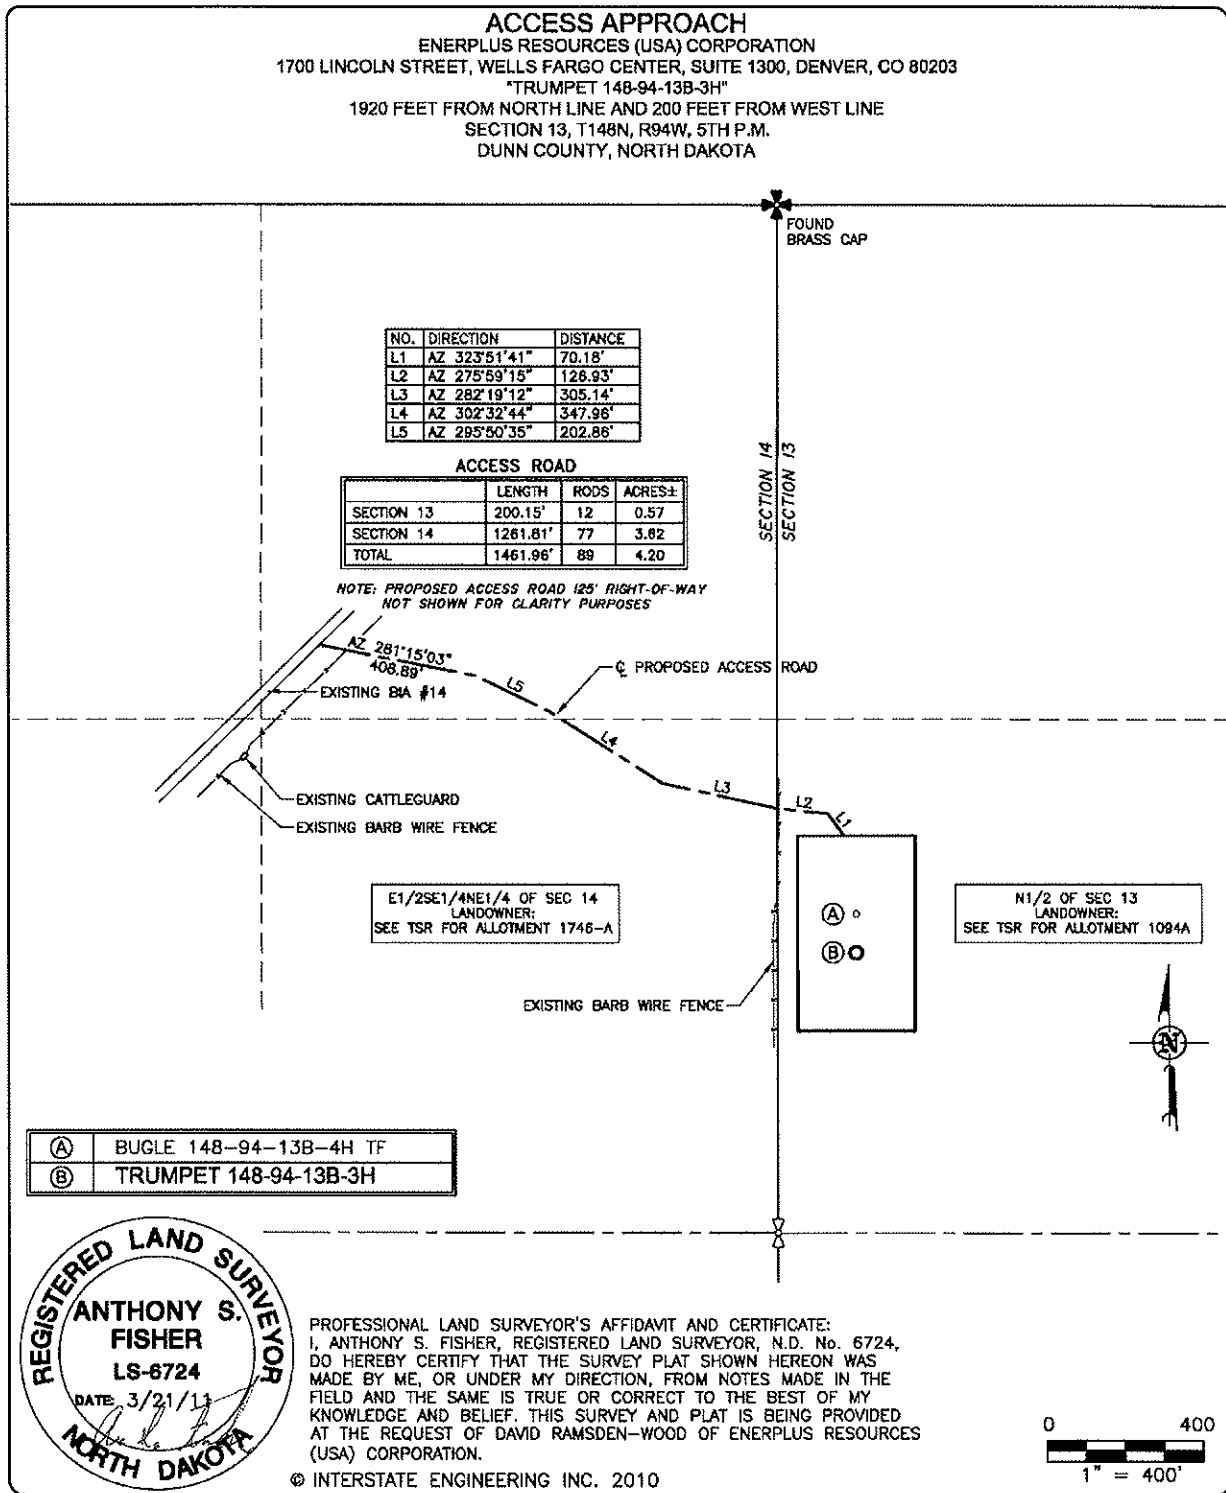 ACCESS APPROACH
ENERPLUS RESOURCES (USA) CORPORATION
1700 LINCOLN STREET, WELLS FARGO CENTER, SUITE 1300, DENVER, CO 80203
"TRUMPET 148-94-13B-3H"
1920 FEET FROM NORTH LINE AND 200 FEET FROM WEST LINE
SECTION 13, T148N, R94W, 5TH P.M.
DUNN COUNTY, NORTH DAKOTA
FOUND
BRASS CAP
NO. DIRECTION DISTANCE
L1 AZ 323°51'41" 70.18'
L2 AZ 275°59'15" 126.93'
L3 AZ 282°19'12" 305.14'
L4 AZ 302°32'44" 347.96'
L5 AZ 295°50'35" 202.86'
SECTION 14
SECTION 13
ACCESS ROAD
LENGTH RODS ACRES±
SECTION 13 200.15' 12 0.57
SECTION 14 1261.81' 77 3.62
TOTAL 1461.96' 89 4.20
NOTE: PROPOSED ACCESS ROAD 125' RIGHT-OF-WAY
NOT SHOWN FOR CLARITY PURPOSES
AZ 281°15'03"
408.89'
L5
℄ PROPOSED ACCESS ROAD
EXISTING BIA #14
L4
L3
L2
L1
EXISTING CATTLEGUARD
EXISTING BARB WIRE FENCE
E1/2SE1/4NE1/4 OF SEC 14
LANDOWNER:
SEE TSR FOR ALLOTMENT 1746-A
A
B
N1/2 OF SEC 13
LANDOWNER:
SEE TSR FOR ALLOTMENT 1094A
EXISTING BARB WIRE FENCE
N
A BUGLE 148-94-13B-4H TF
B TRUMPET 148-94-13B-3H
REGISTERED LAND SURVEYOR
ANTHONY S.
FISHER
LS-6724
DATE: 3/21/11
NORTH DAKOTA
PROFESSIONAL LAND SURVEYOR'S AFFIDAVIT AND CERTIFICATE:
I, ANTHONY S. FISHER, REGISTERED LAND SURVEYOR, N.D. No. 6724,
DO HEREBY CERTIFY THAT THE SURVEY PLAT SHOWN HEREON WAS
MADE BY ME, OR UNDER MY DIRECTION, FROM NOTES MADE IN THE
FIELD AND THE SAME IS TRUE OR CORRECT TO THE BEST OF MY
KNOWLEDGE AND BELIEF. THIS SURVEY AND PLAT IS BEING PROVIDED
AT THE REQUEST OF DAVID RAMSDEN-WOOD OF ENERPLUS RESOURCES
(USA) CORPORATION.
© INTERSTATE ENGINEERING INC. 2010
0 400
1" = 400'